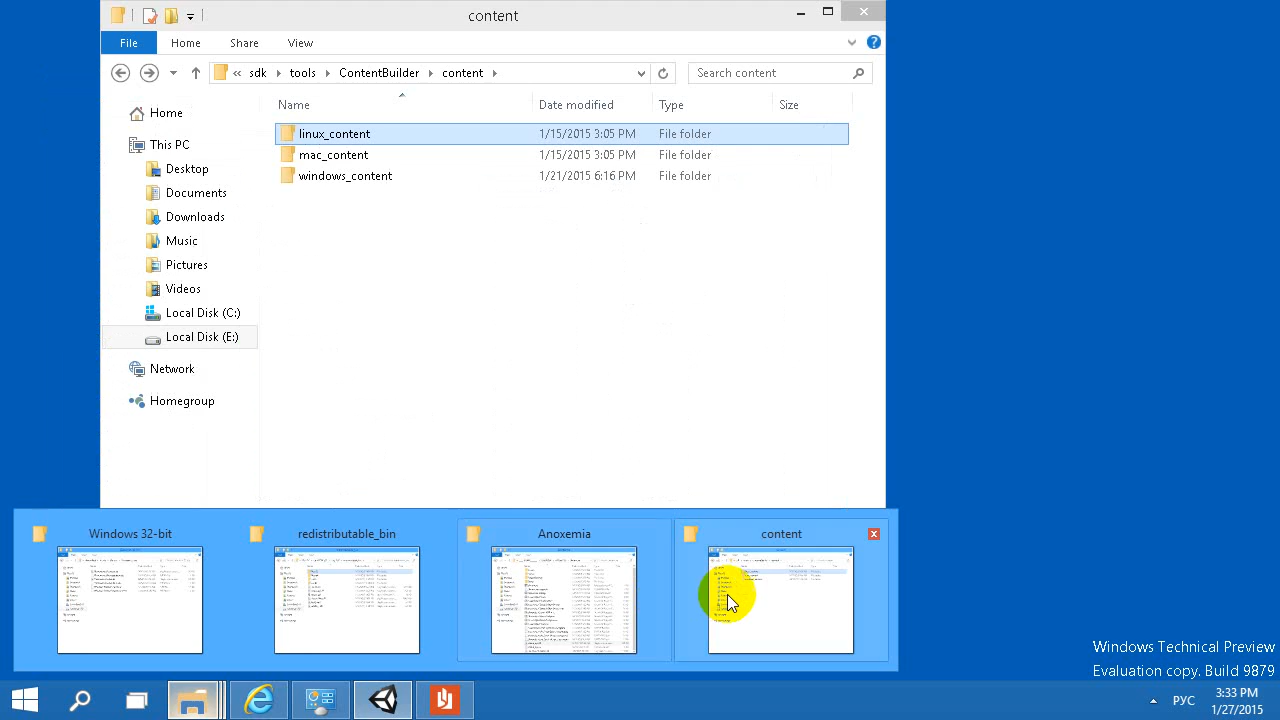 content
File Home Share View
sdk tools ContentBuilder content
Search content
Name Date modified Type Size
linux_content 1/15/2015 3:05 PM File folder
mac_content 1/15/2015 3:05 PM File folder
windows_content 1/21/2015 6:16 PM File folder
Home
This PC
Desktop
Documents
Downloads
Music
Pictures
Videos
Local Disk (C:)
Local Disk (E:)
Network
Homegroup
Windows 32-bit redistributable_bin Anoxemia content
Windows Technical Preview
Evaluation copy. Build 9879
РУС
3:33 PM
1/27/2015